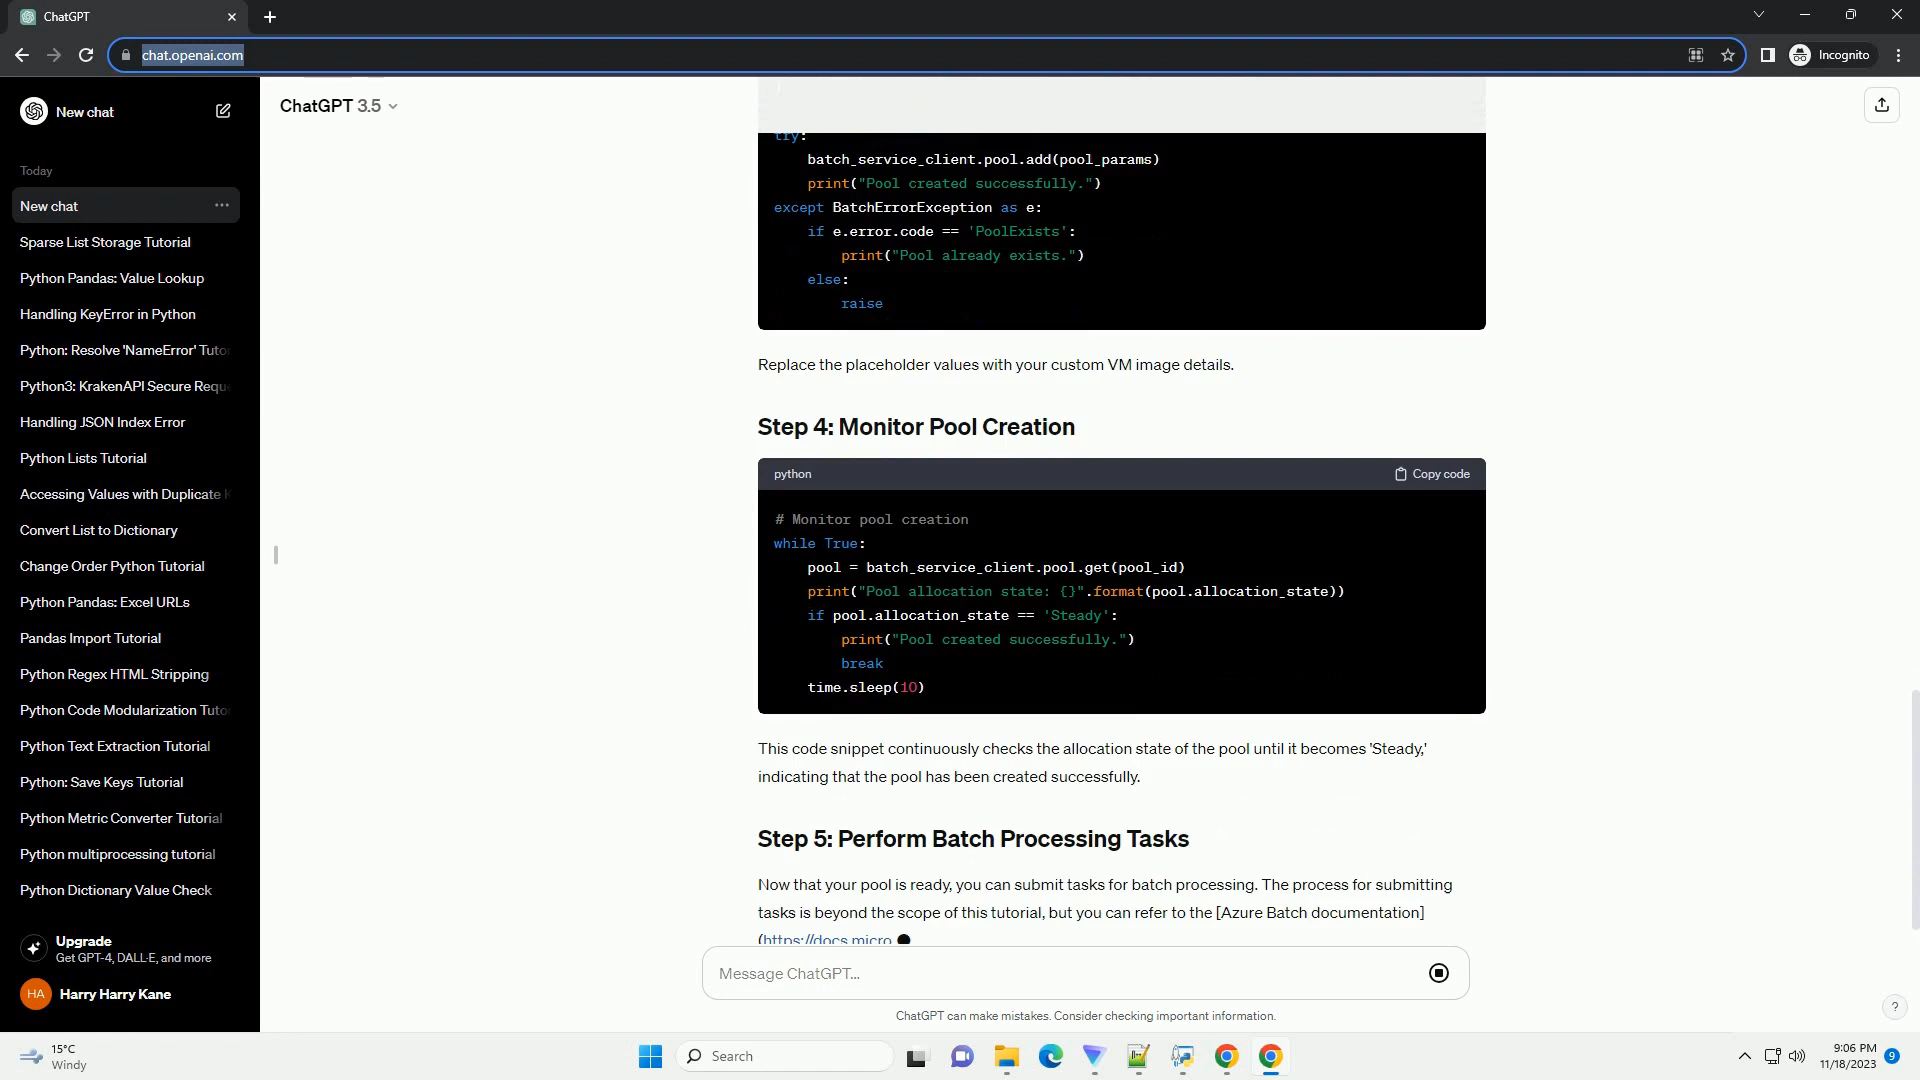 ChatGPT
chat.openai.com
Incognito
New chat
Today
New chat
Sparse List Storage Tutorial
Python Pandas: Value Lookup
Handling KeyError in Python
Python: Resolve 'NameError' Tuto
Python3: KrakenAPI Secure Requ
Handling JSON Index Error
Python Lists Tutorial
Accessing Values with Duplicate
Convert List to Dictionary
Change Order Python Tutorial
Python Pandas: Excel URLs
Pandas Import Tutorial
Python Regex HTML Stripping
Python Code Modularization Tuto
Python Text Extraction Tutorial
Python: Save Keys Tutorial
Python Metric Converter Tutorial
Python multiprocessing tutorial
Python Dictionary Value Check
Upgrade
Get GPT-4, DALL·E, and more
HA Harry Harry Kane
ChatGPT 3.5
try:
batch_service_client.pool.add(pool_params)
print("Pool created successfully.")
except BatchErrorException as e:
if e.error.code == 'PoolExists':
print("Pool already exists.")
else:
raise
Replace the placeholder values with your custom VM image details.
Step 4: Monitor Pool Creation
python Copy code
# Monitor pool creation
while True:
pool = batch_service_client.pool.get(pool_id)
print("Pool allocation state: {}".format(pool.allocation_state))
if pool.allocation_state == 'Steady':
print("Pool created successfully.")
break
time.sleep(10)
This code snippet continuously checks the allocation state of the pool until it becomes 'Steady,'
indicating that the pool has been created successfully.
Step 5: Perform Batch Processing Tasks
Now that your pool is ready, you can submit tasks for batch processing. The process for submitting
tasks is beyond the scope of this tutorial, but you can refer to the [Azure Batch documentation]
(https://docs.micro
Message ChatGPT...
ChatGPT can make mistakes. Consider checking important information.
?
15°C
Windy
Search
9:06 PM
11/18/2023
9